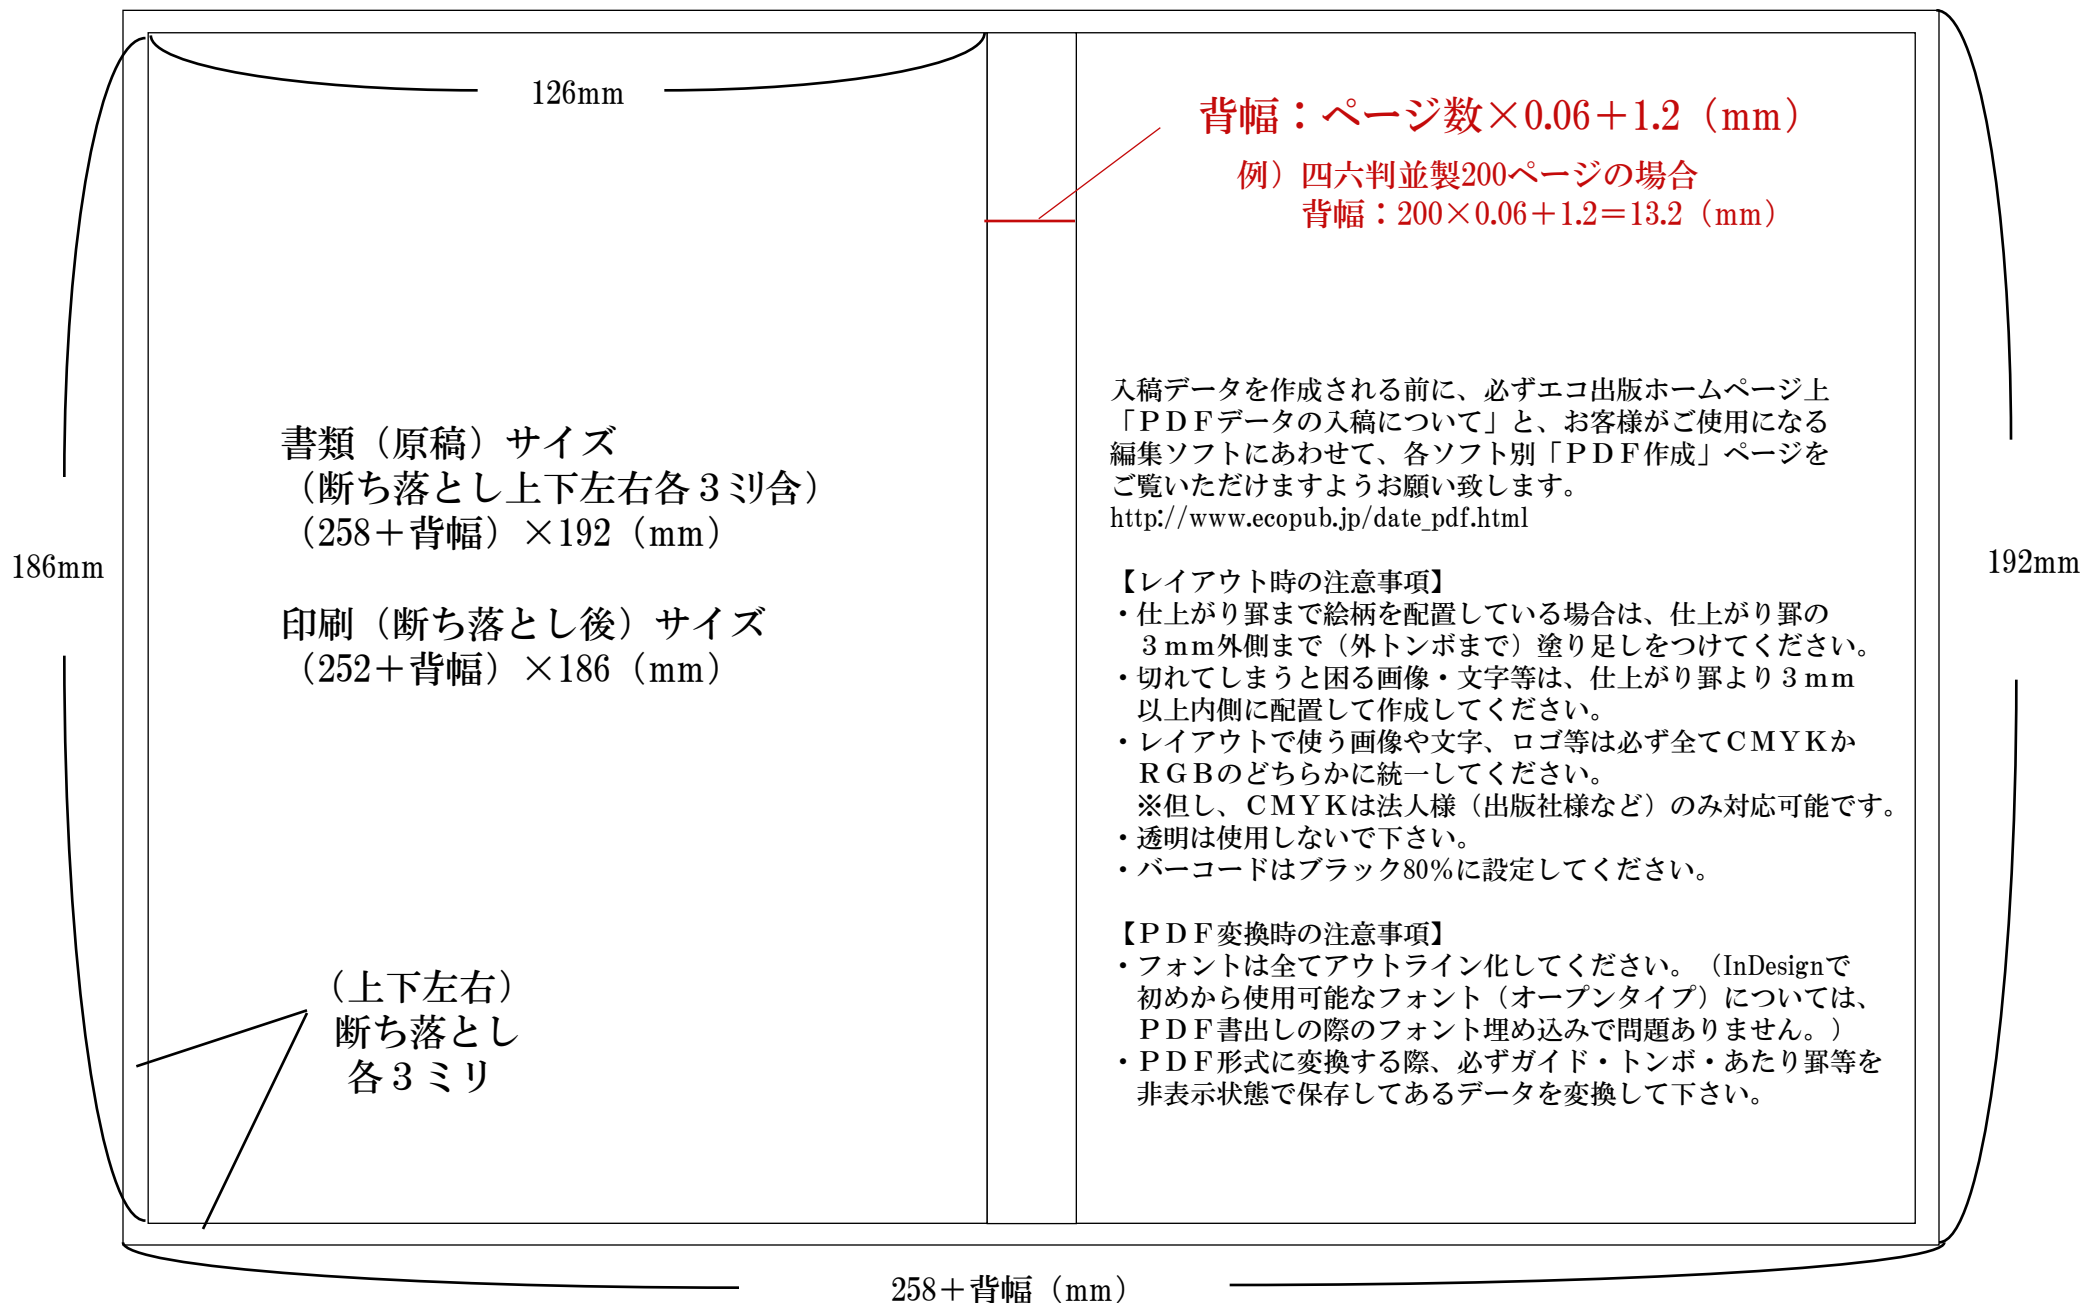 126mm
背幅：ページ数×0.06＋1.2（mm）
例）四六判並製200ページの場合
背幅：200×0.06＋1.2＝13.2（mm）
書類（原稿）サイズ
（断ち落とし上下左右各３ミリ含）
（258＋背幅）×192（mm）
印刷（断ち落とし後）サイズ
（252＋背幅）×186（mm）
186mm
（上下左右）
断ち落とし
各３ミリ
入稿データを作成される前に、必ずエコ出版ホームページ上
「ＰＤＦデータの入稿について」と、お客様がご使用になる
編集ソフトにあわせて、各ソフト別「ＰＤＦ作成」ページを
ご覧いただけますようお願い致します。
http://www.ecopub.jp/date_pdf.html
【レイアウト時の注意事項】
・仕上がり罫まで絵柄を配置している場合は、仕上がり罫の
３ｍｍ外側まで（外トンボまで）塗り足しをつけてください。
・切れてしまうと困る画像・文字等は、仕上がり罫より３ｍｍ
以上内側に配置して作成してください。
・レイアウトで使う画像や文字、ロゴ等は必ず全てＣＭＹＫか
ＲＧＢのどちらかに統一してください。
※但し、ＣＭＹＫは法人様（出版社様など）のみ対応可能です。
・透明は使用しないで下さい。
・バーコードはブラック80％に設定してください。
【ＰＤＦ変換時の注意事項】
・フォントは全てアウトライン化してください。（InDesignで
初めから使用可能なフォント（オープンタイプ）については、
ＰＤＦ書出しの際のフォント埋め込みで問題ありません。）
・ＰＤＦ形式に変換する際、必ずガイド・トンボ・あたり罫等を
非表示状態で保存してあるデータを変換して下さい。
192mm
258＋背幅（mm）